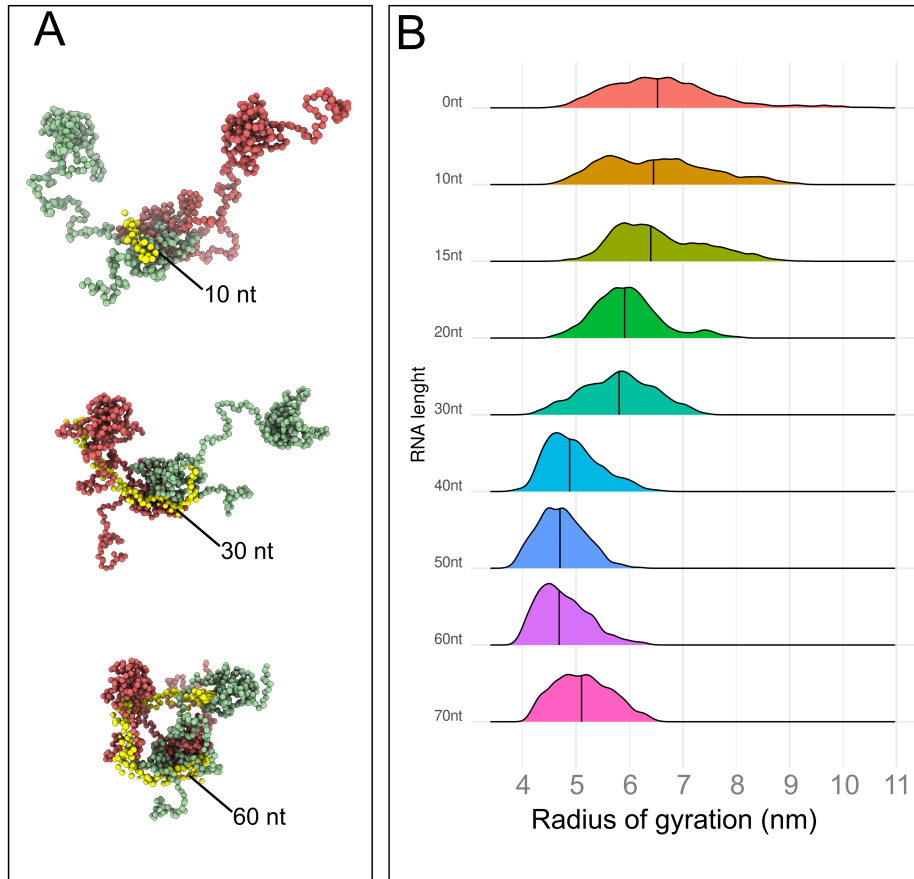 A
10 nt
30 nt
60 nt
B
RNA lenght
0nt
10nt
15nt
20nt
30nt
40nt
50nt
60nt
70nt
4 5 6 7 8 9 10 11
Radius of gyration (nm)